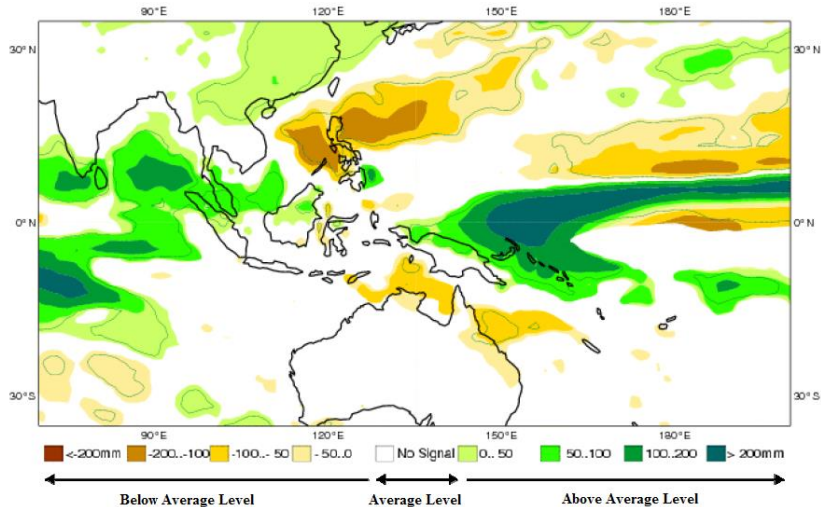 90°E 120°E 150°E 180°E
30° N 30° N
0° N 0° N
30°S 30°S
90°E 120°E 150°E 180°E
<-200mm -200..-100 -100..- 50 - 50..0 No Signal 0.. 50 50..100 100..200 > 200mm
Below Average Level Average Level Above Average Level